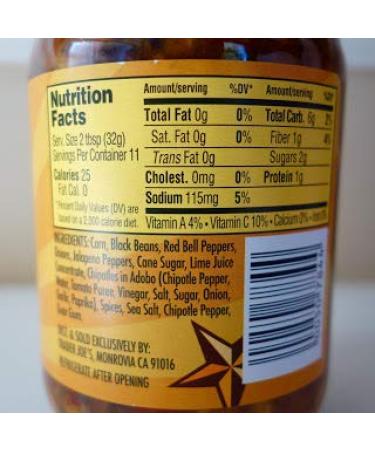 Nutrition
Facts
Serv. Size 2 tbsp (32g)
Servings Per Container 11
Calories 25
Fat Cal. 0
*Percent Daily Values (DV) are
based on a 2,000 calorie diet.
Amount/serving %DV* Amount/serving %DV*
Total Fat 0g 0% Total Carb. 6g 2%
Sat. Fat 0g 0% Fiber 1g 4%
Trans Fat 0g Sugars 2g
Cholest. 0mg 0% Protein 1g
Sodium 115mg 5%
Vitamin A 4% • Vitamin C 10% • Calcium 0% • Iron
INGREDIENTS: Corn, Black Beans, Red Bell Peppers,
Onions, Jalapeno Peppers, Cane Sugar, Lime Juice
Concentrate, Chipotles in Adobo (Chipotle Pepper,
Water, Tomato Puree, Vinegar, Salt, Sugar, Onion,
Garlic, Paprika), Spices, Sea Salt, Chipotle Pepper,
Guar Gum.
DIST. & SOLD EXCLUSIVELY BY:
TRADER JOE'S, MONROVIA CA 91016
REFRIGERATE AFTER OPENING